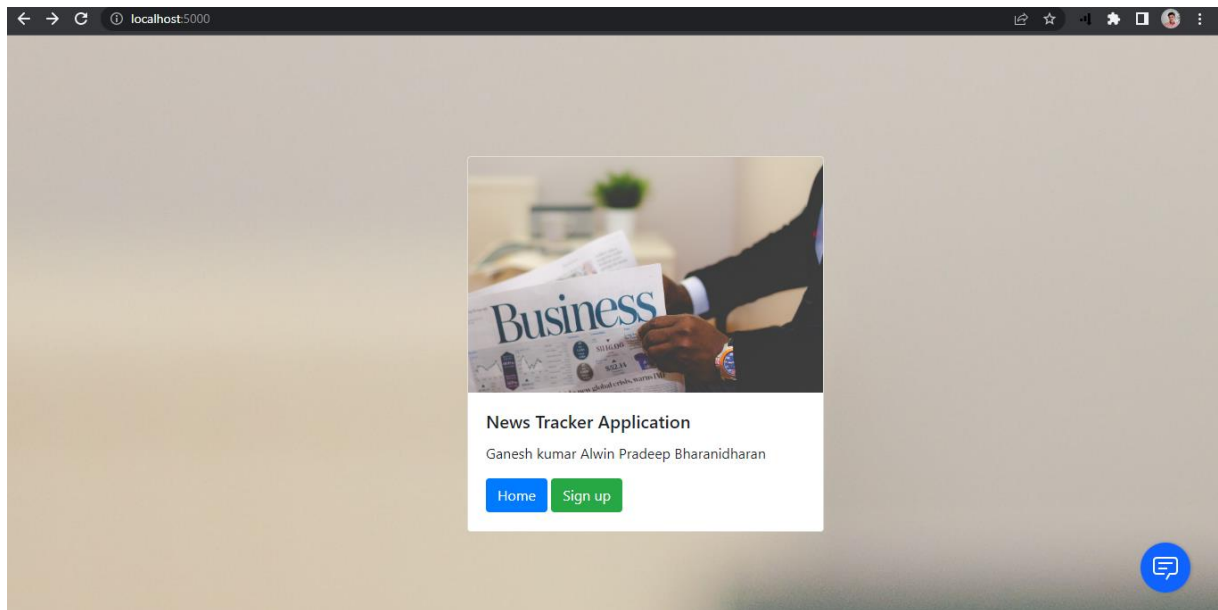 localhost:5000
Business
News Tracker Application
Ganesh kumar Alwin Pradeep Bharanidharan
Home Sign up